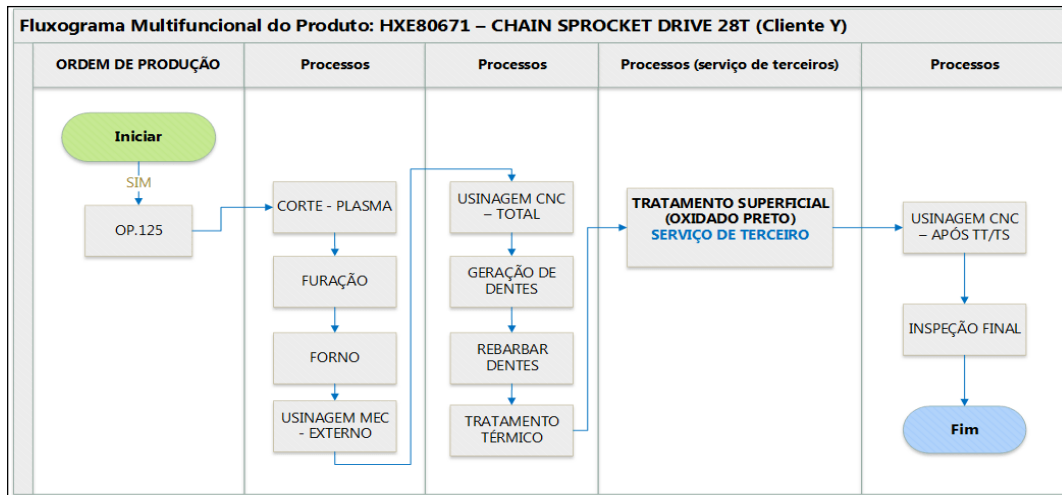 Fluxograma Multifuncional do Produto: HXE80671 – CHAIN SPROCKET DRIVE 28T (Cliente Y)
ORDEM DE PRODUÇÃO
Processos
Processos
Processos (serviço de terceiros)
Processos
Iniciar
SIM
OP.125
CORTE - PLASMA
FURAÇÃO
FORNO
USINAGEM MEC
- EXTERNO
USINAGEM CNC
– TOTAL
GERAÇÃO DE
DENTES
REBARBAR
DENTES
TRATAMENTO
TÉRMICO
TRATAMENTO SUPERFICIAL
(OXIDADO PRETO)
SERVIÇO DE TERCEIRO
USINAGEM CNC
– APÓS TT/TS
INSPEÇÃO FINAL
Fim